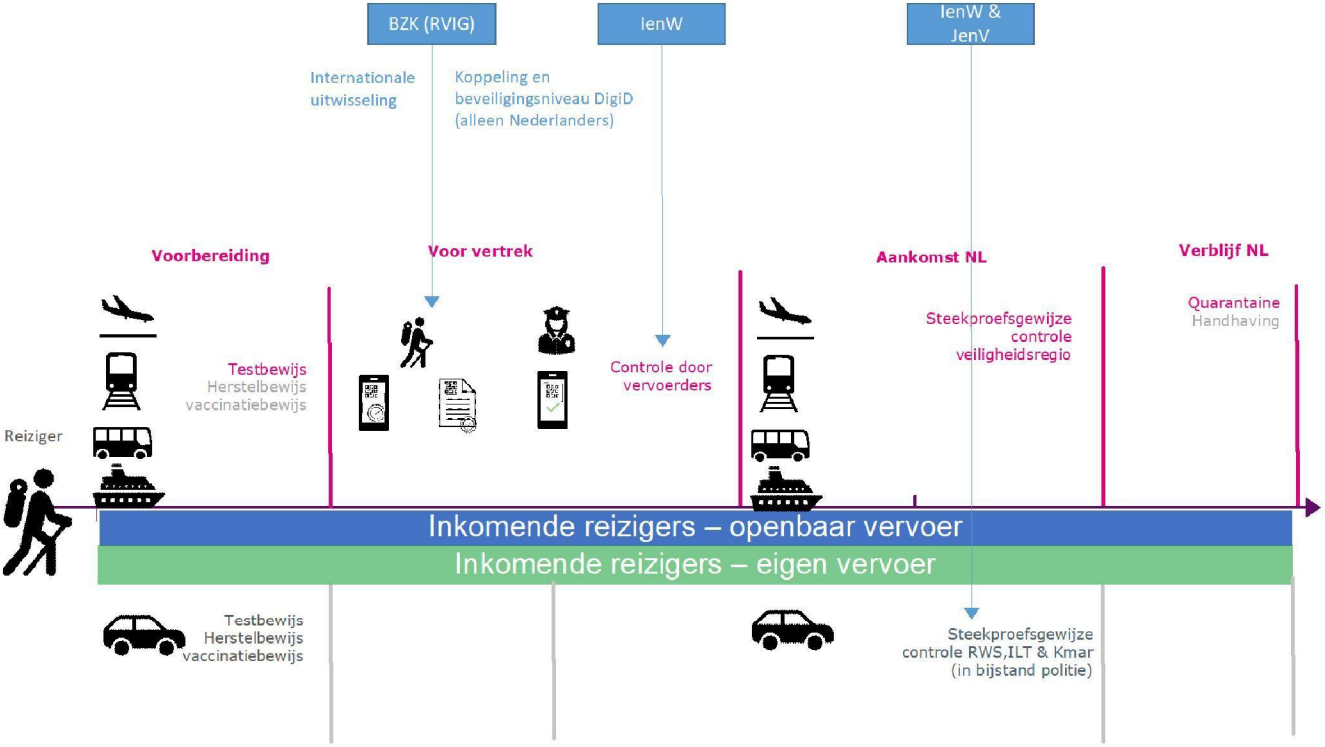 BZK (RVIG)
IenW
IenW &
JenV
Internationale
uitwisseling
Koppeling en
beveiligingsniveau DigiD
(alleen Nederlanders)
Voorbereiding
Voor vertrek
Aankomst NL
Verblijf NL
Testbewijs
Herstelbewijs
vaccinatiebewijs
Controle door
vervoerders
Steekproefsgewijze
controle
veiligheidsregio
Quarantaine
Handhaving
Reiziger
Inkomende reizigers – openbaar vervoer
Inkomende reizigers – eigen vervoer
Testbewijs
Herstelbewijs
vaccinatiebewijs
Steekproefsgewijze
controle RWS,ILT & Kmar
(in bijstand politie)